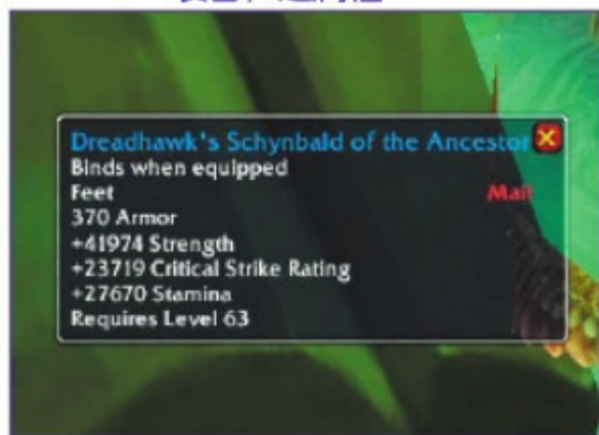 Dreadhawk's Schynbald of the Ancestor
Binds when equipped
Feet Mail
370 Armor
+41974 Strength
+23719 Critical Strike Rating
+27670 Stamina
Requires Level 63